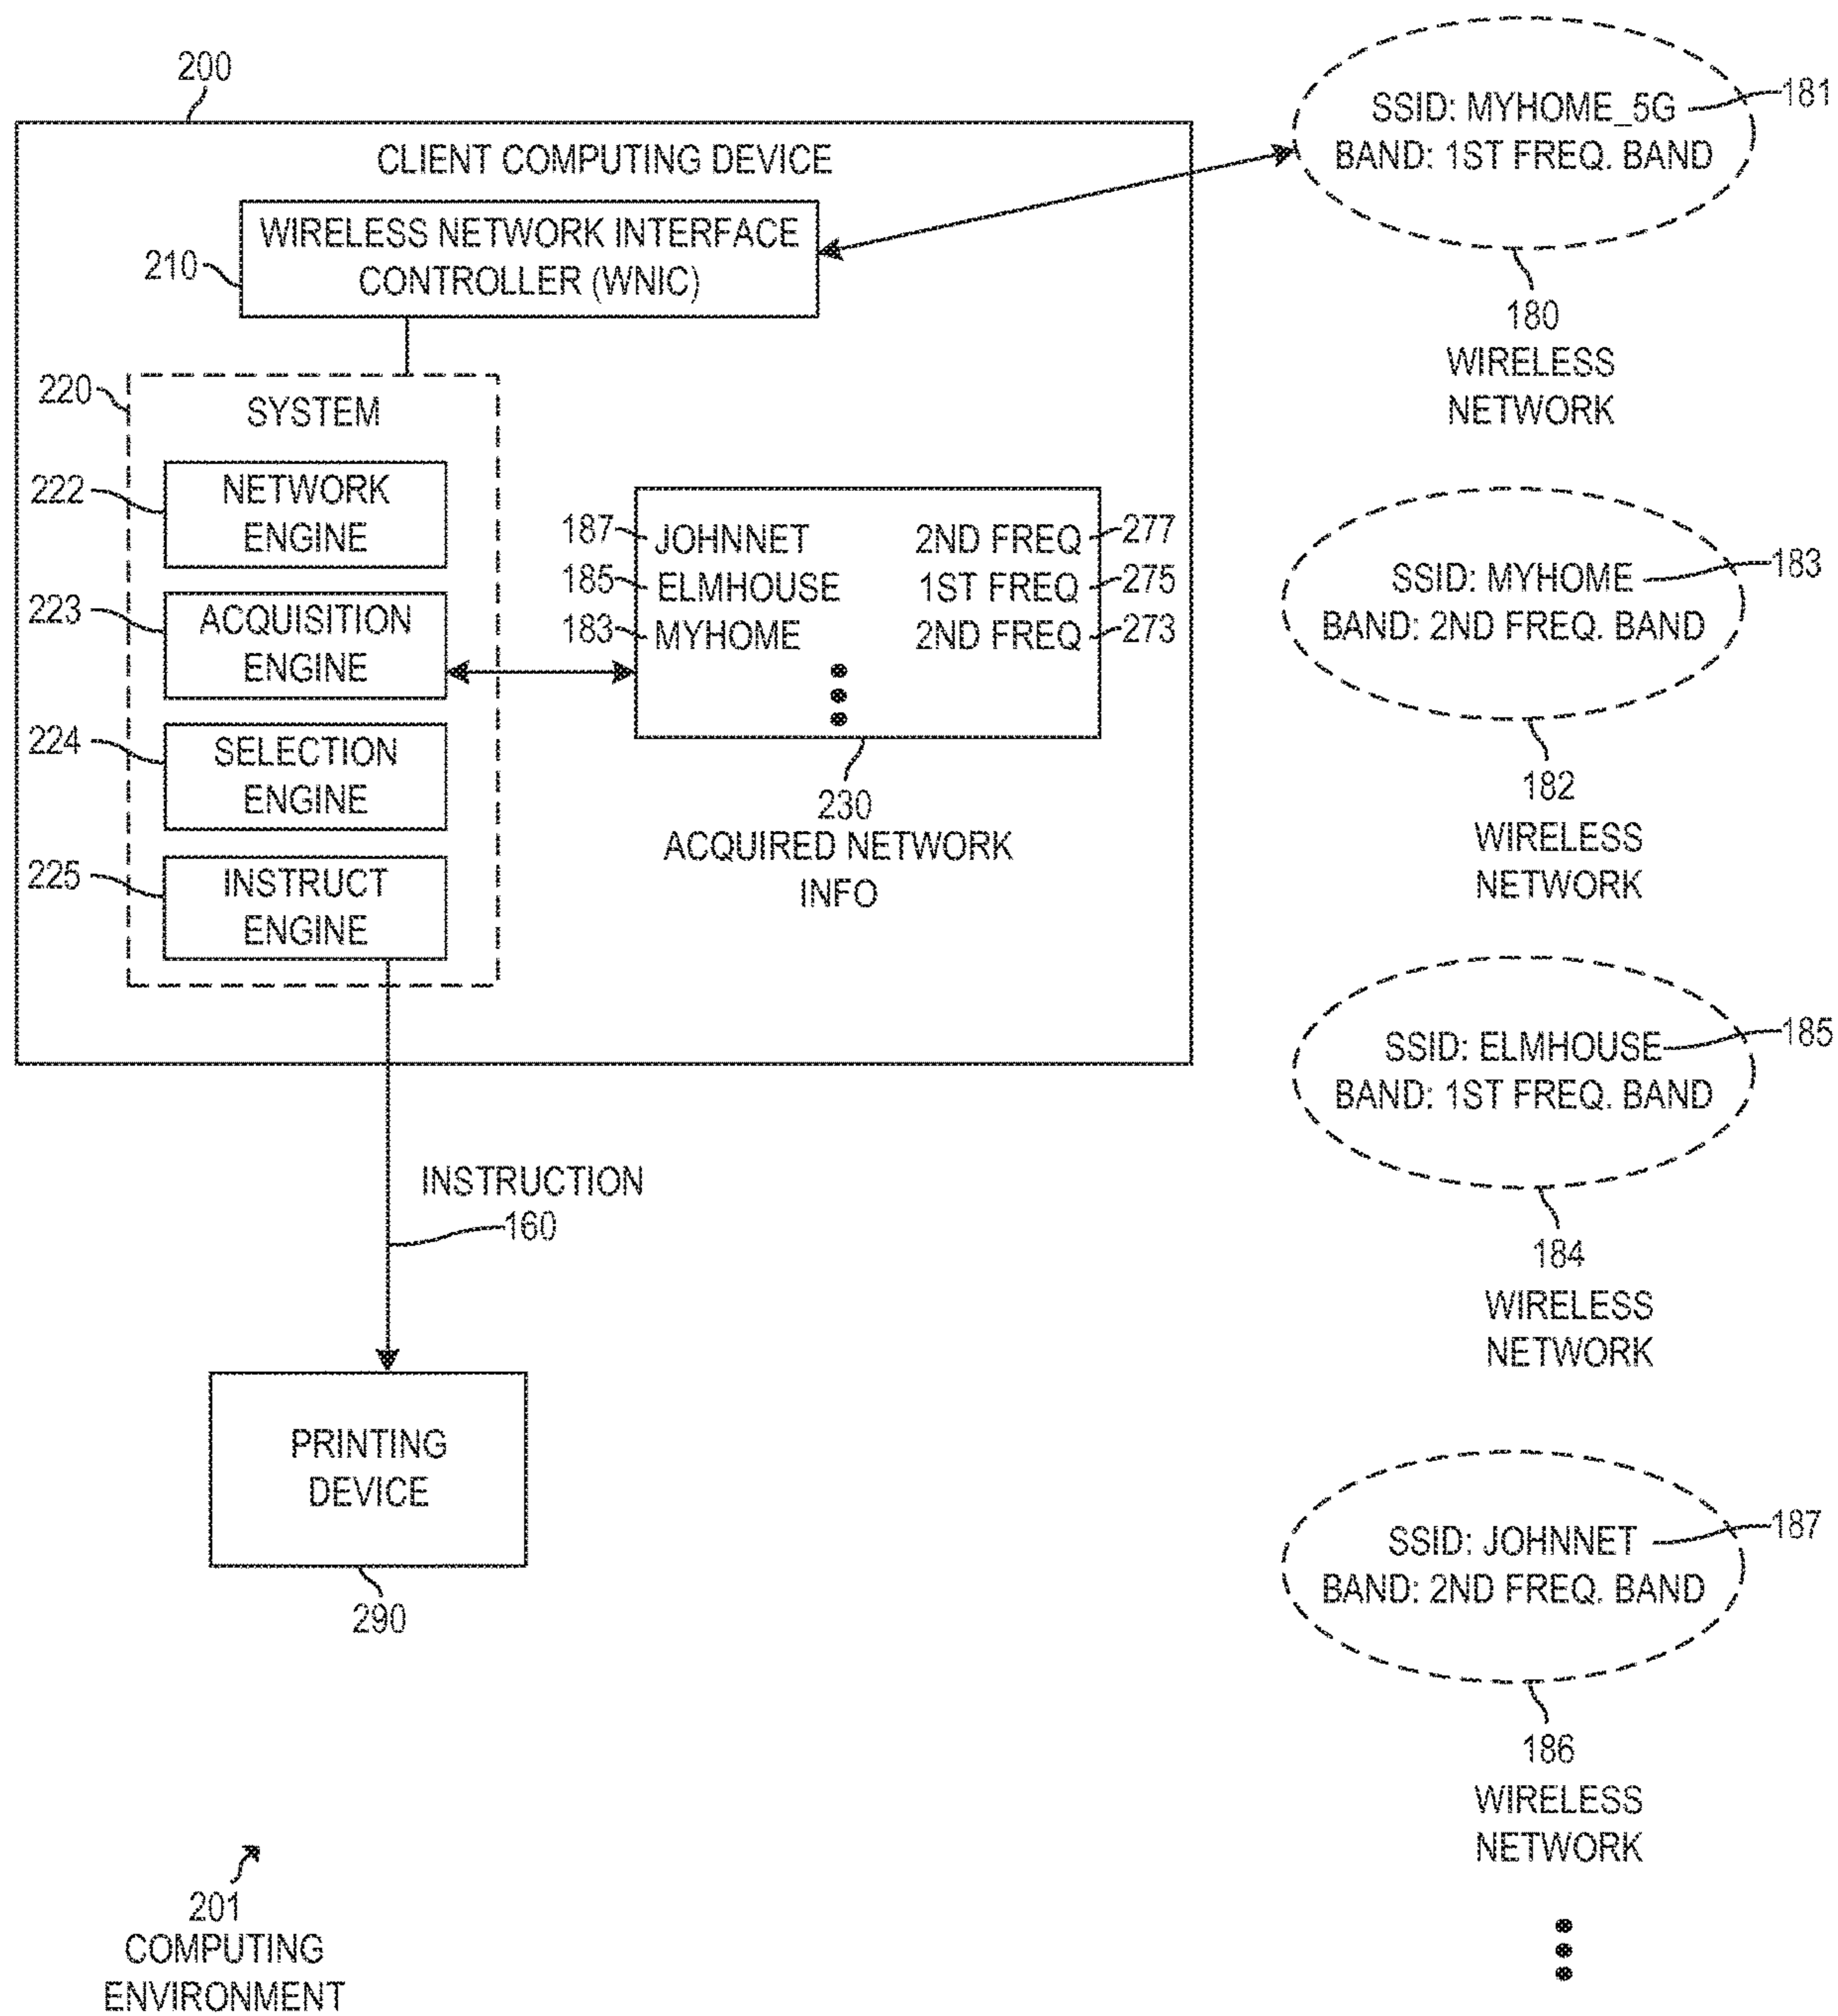 200
CLIENT COMPUTING DEVICE
WIRELESS NETWORK INTERFACE
CONTROLLER (WNIC)
210
220
SYSTEM
222
NETWORK
ENGINE
223
ACQUISITION
ENGINE
224
SELECTION
ENGINE
225
INSTRUCT
ENGINE
187 JOHNNET 2ND FREQ 277
185 ELMHOUSE 1ST FREQ 275
183 MYHOME 2ND FREQ 273
230
ACQUIRED NETWORK
INFO
INSTRUCTION
160
PRINTING
DEVICE
290
201
COMPUTING
ENVIRONMENT
SSID: MYHOME_5G 181
BAND: 1ST FREQ. BAND
180
WIRELESS
NETWORK
SSID: MYHOME 183
BAND: 2ND FREQ. BAND
182
WIRELESS
NETWORK
SSID: ELMHOUSE 185
BAND: 1ST FREQ. BAND
184
WIRELESS
NETWORK
SSID: JOHNNET 187
BAND: 2ND FREQ. BAND
186
WIRELESS
NETWORK